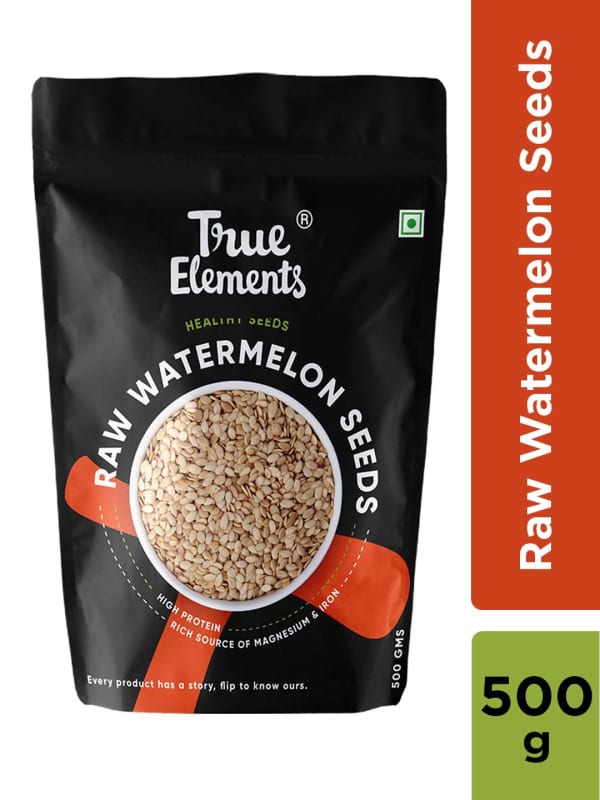 True ®
Elements
HEALTHY SEEDS
RAW WATERMELON SEEDS
HIGH PROTEIN
RICH SOURCE OF MAGNESIUM & IRON
Every product has a story, flip to know ours.
500 GMS
Raw Watermelon Seeds
500
g